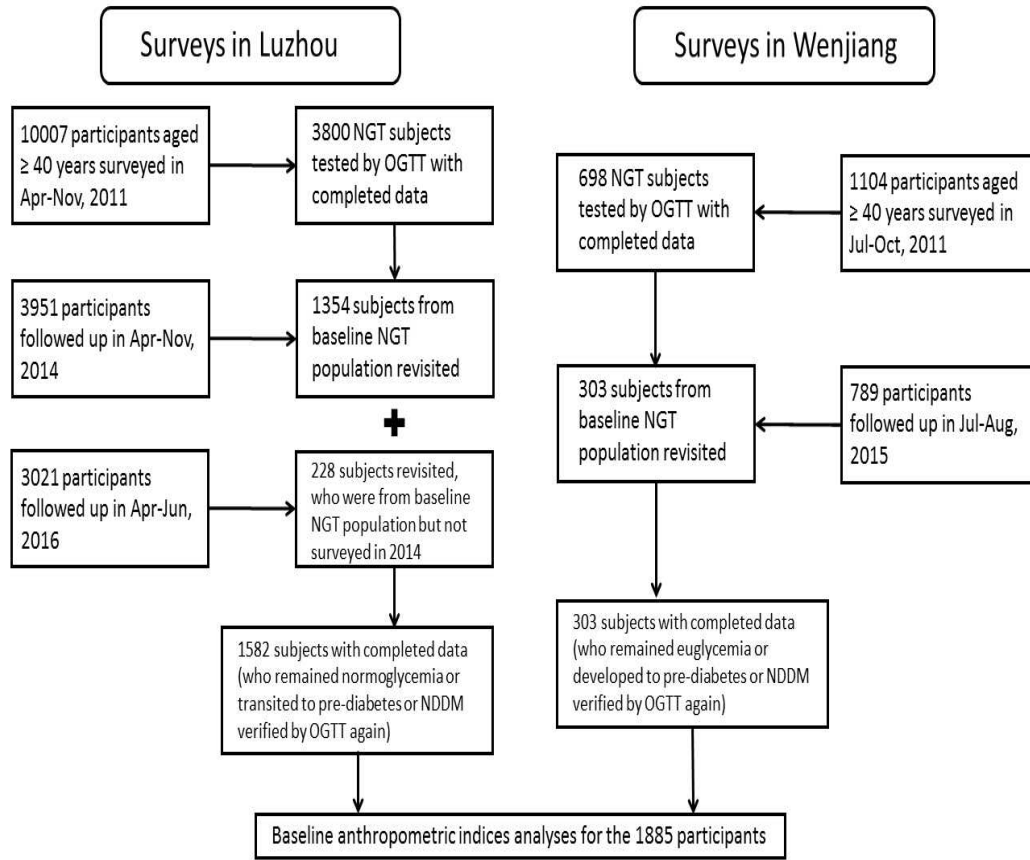 Surveys in Luzhou
10007 participants aged
≥ 40 years surveyed in
Apr-Nov, 2011
3800 NGT subjects
tested by OGTT with
completed data
3951 participants
followed up in Apr-Nov,
2014
1354 subjects from
baseline NGT
population revisited
+
3021 participants
followed up in Apr-Jun,
2016
228 subjects revisited,
who were from baseline
NGT population but not
surveyed in 2014
1582 subjects with completed data
(who remained normoglycemia or
transited to pre-diabetes or NDDM
verified by OGTT again)
Surveys in Wenjiang
698 NGT subjects
tested by OGTT with
completed data
1104 participants aged
≥ 40 years surveyed in
Jul-Oct, 2011
303 subjects from
baseline NGT
population revisited
789 participants
followed up in Jul-Aug,
2015
303 subjects with completed data
(who remained euglycemia or
developed to pre-diabetes or NDDM
verified by OGTT again)
Baseline anthropometric indices analyses for the 1885 participants